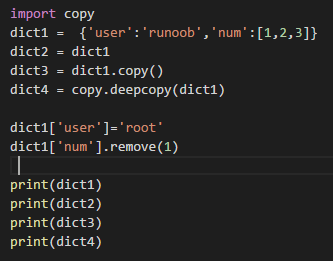 import copy
dict1 =  {'user':'runoob','num':[1,2,3]}
dict2 = dict1
dict3 = dict1.copy()
dict4 = copy.deepcopy(dict1)
dict1['user']='root'
dict1['num'].remove(1)
print(dict1)
print(dict2)
print(dict3)
print(dict4)